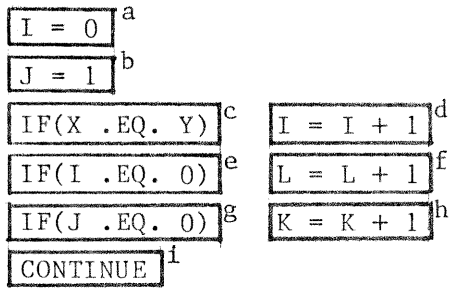 I = 0 a
J = 1 b
IF(X .EQ. Y) c I = I + 1 d
IF(I .EQ. 0) e L = L + 1 f
IF(J .EQ. 0) g K = K + 1 h
CONTINUE i